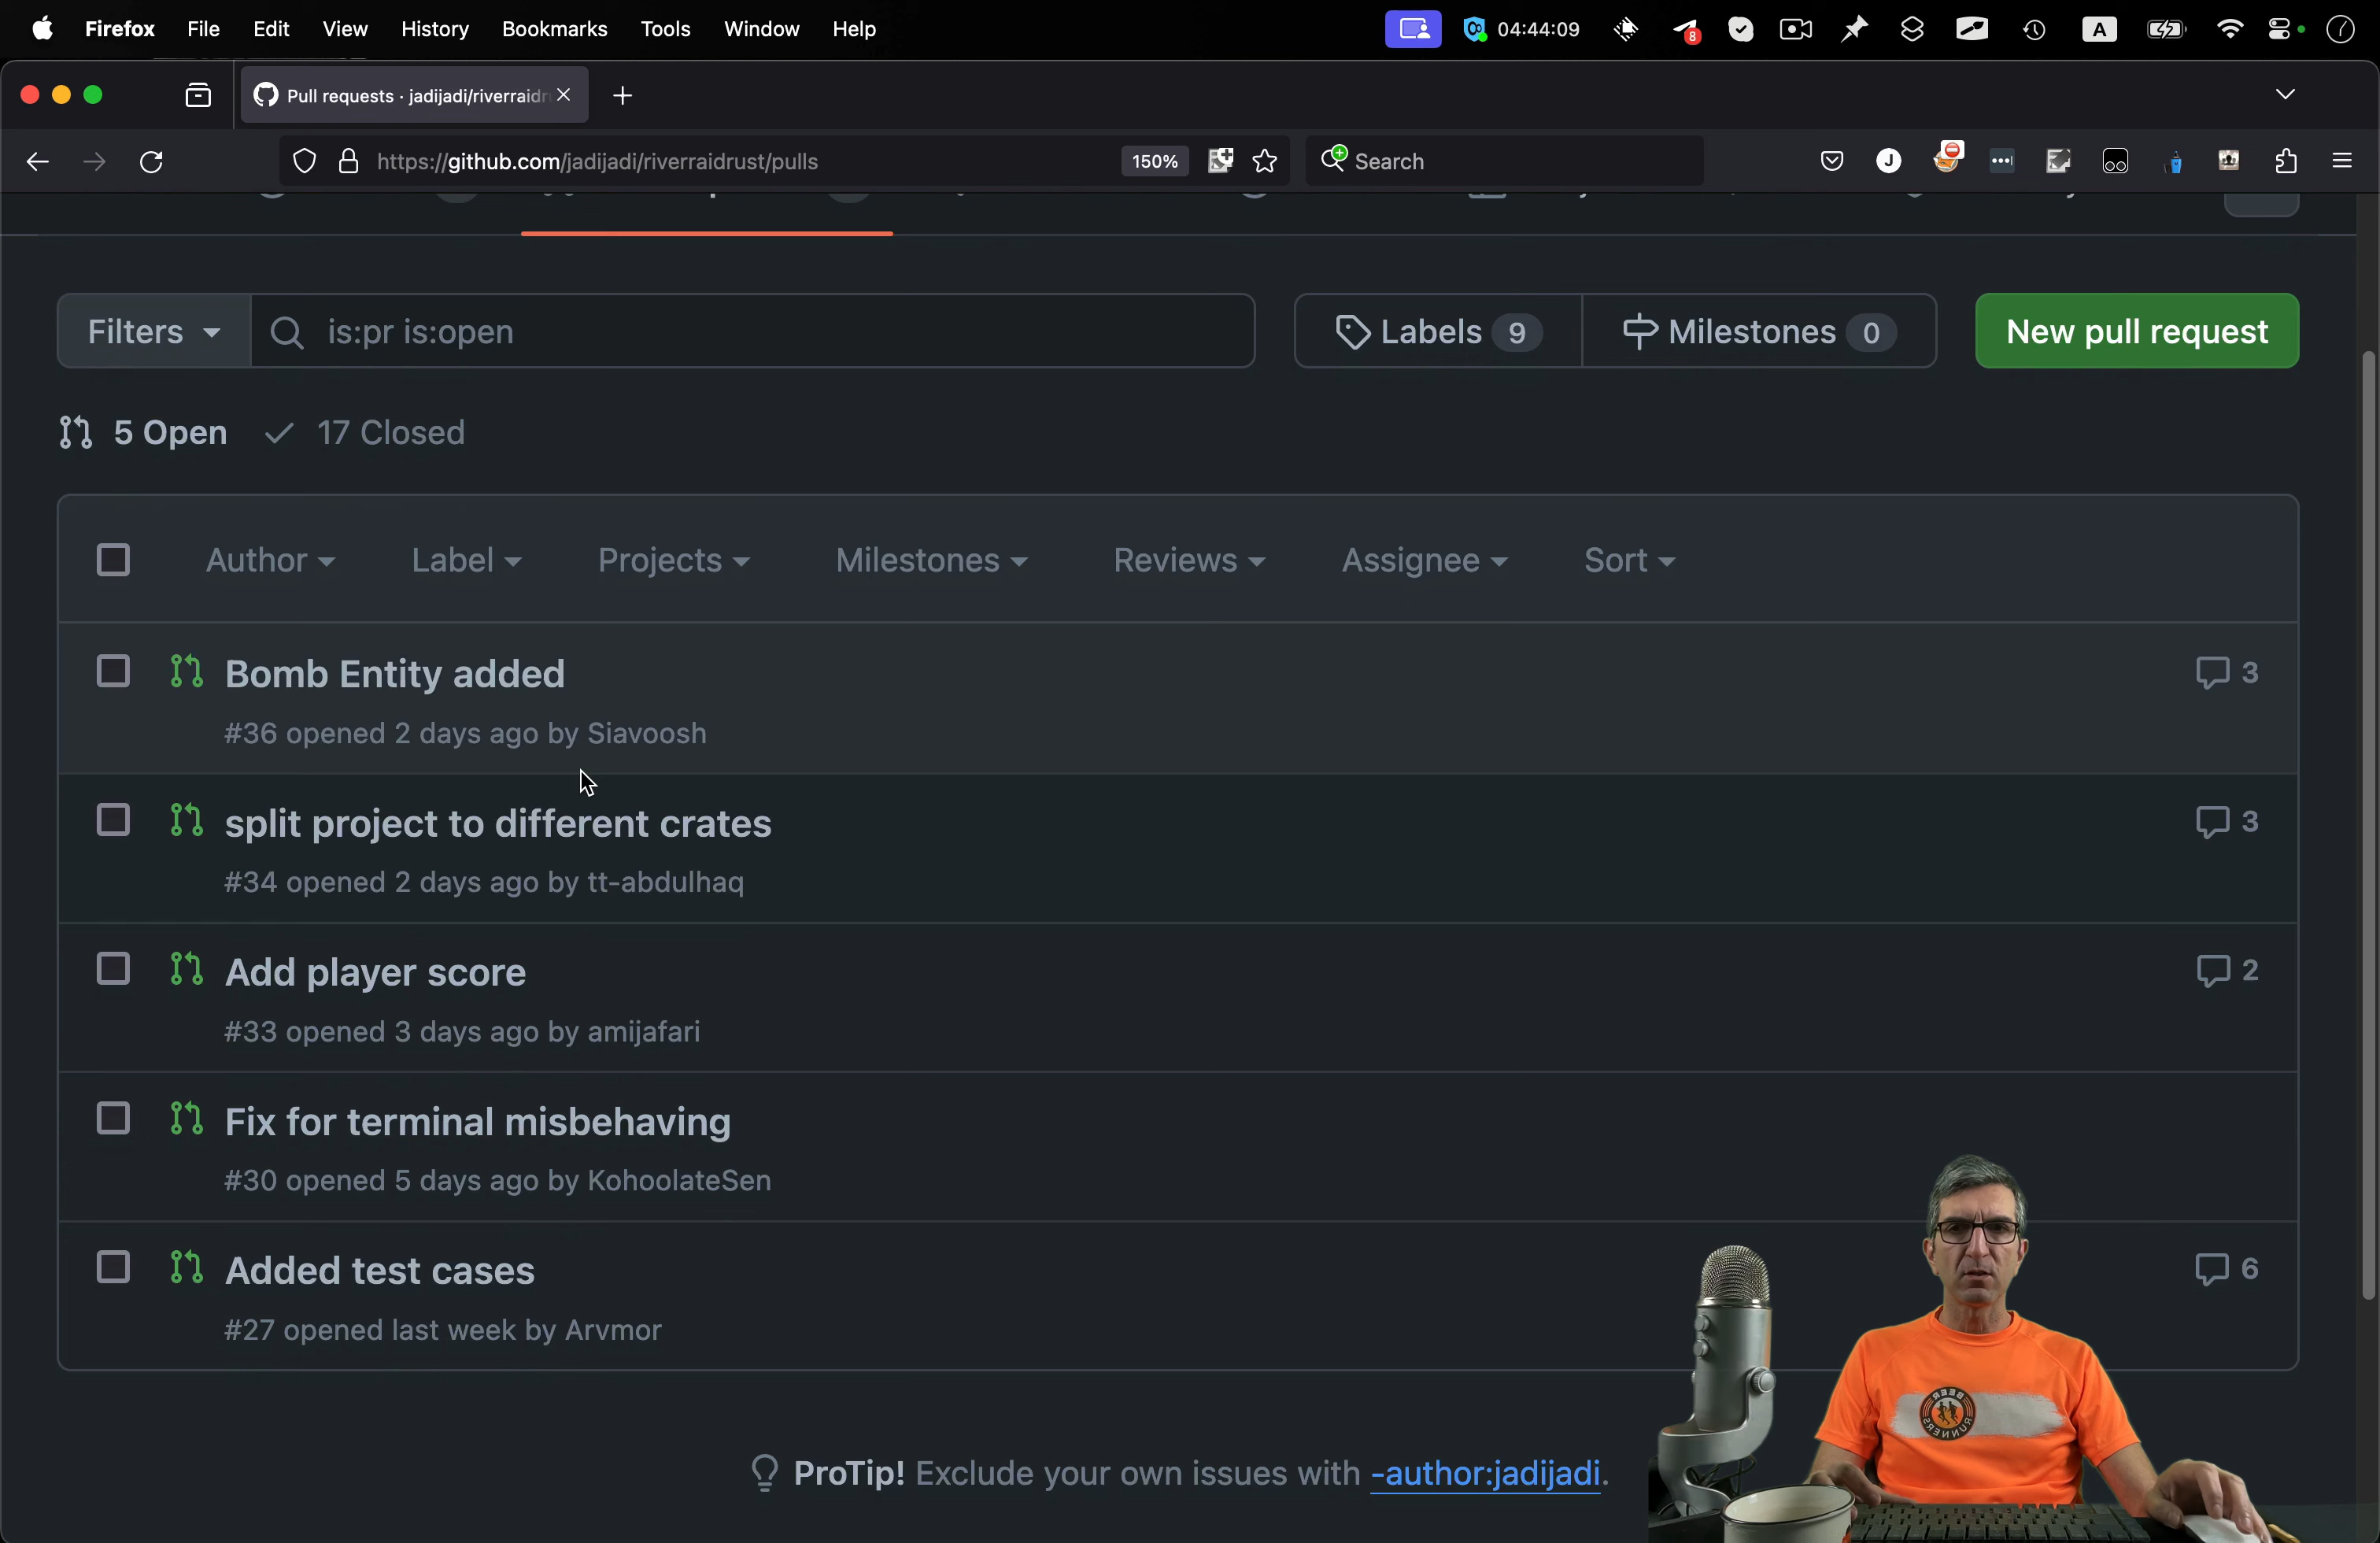 Firefox File Edit View History Bookmarks Tools Window Help 04:44:09 8 A
Pull requests · jadijadi/riverraidr
https://github.com/jadijadi/riverraidrust/pulls 150% Search J
Filters is:pr is:open Labels 9 Milestones 0 New pull request
5 Open 17 Closed
Author Label Projects Milestones Reviews Assignee Sort
Bomb Entity added 3
#36 opened 2 days ago by Siavoosh
split project to different crates 3
#34 opened 2 days ago by tt-abdulhaq
Add player score 2
#33 opened 3 days ago by amijafari
Fix for terminal misbehaving
#30 opened 5 days ago by KohoolateSen
Added test cases 6
#27 opened last week by Arvmor
BEER RUNNERS
ProTip! Exclude your own issues with -author:jadijadi.